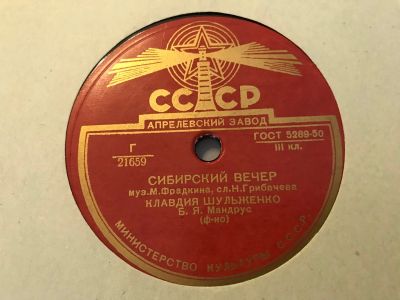 СССР
АПРЕЛЕВСКИЙ ЗАВОД
Г
21659
ГОСТ 5289-50
III кл.
СИБИРСКИЙ ВЕЧЕР
муз.М.Фрадкина, сл.Н.Грибачева
КЛАВДИЯ ШУЛЬЖЕНКО
Б. Я. Мандрус
(ф-но)
МИНИСТЕРСТВО КУЛЬТУРЫ С.С.С.Р.